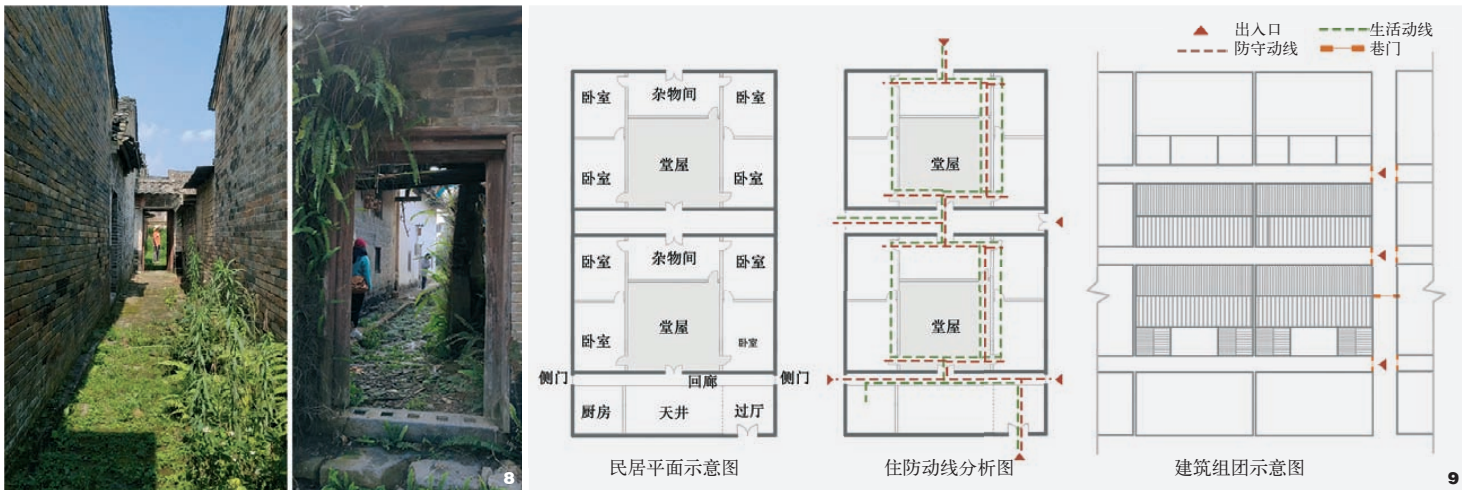 8
出入口 生活动线
防守动线 巷门
卧室 杂物间 卧室
堂屋
卧室 卧室
卧室 杂物间 卧室
堂屋
卧室 卧室
侧门 回廊 侧门
厨房 天井 过厅
民居平面示意图
堂屋
堂屋
住防动线分析图
建筑组团示意图
9